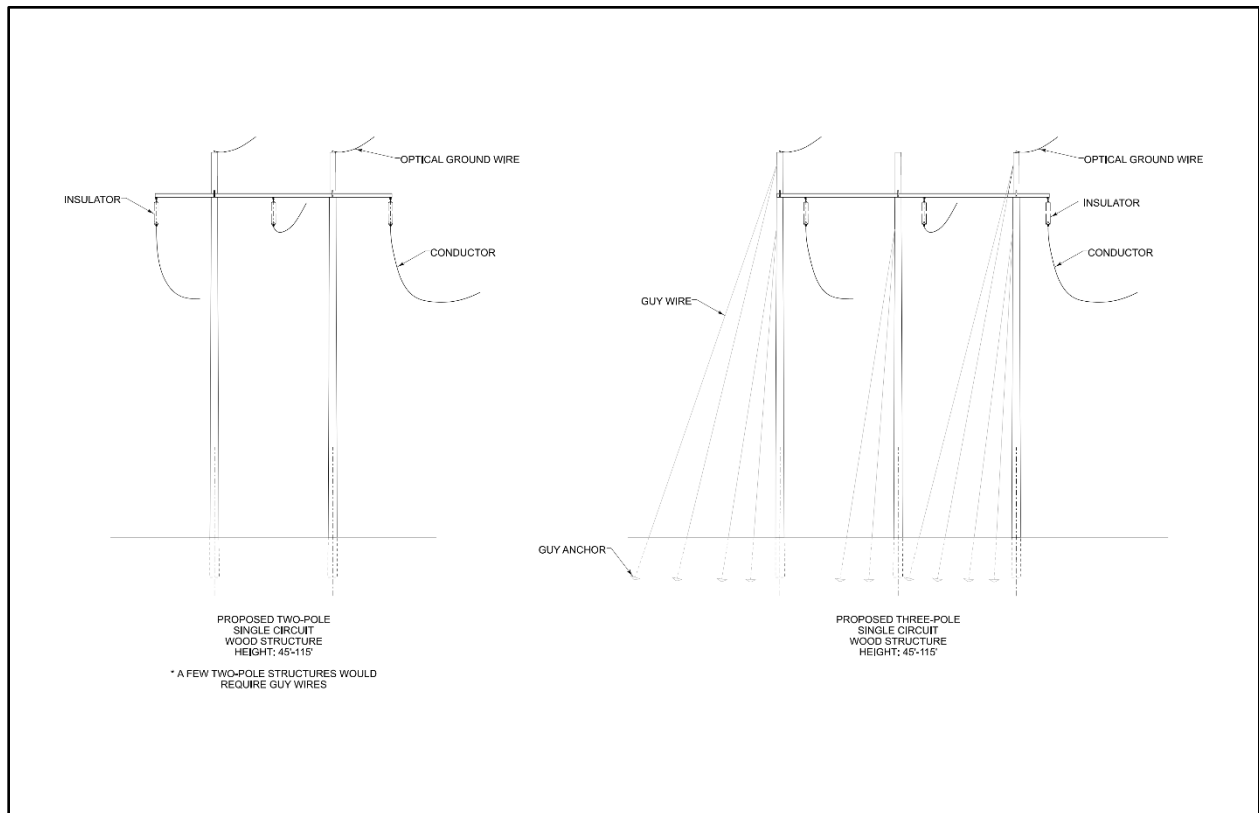 OPTICAL GROUND WIRE
INSULATOR
CONDUCTOR
PROPOSED TWO-POLE
SINGLE CIRCUIT
WOOD STRUCTURE
HEIGHT: 45'-115'
* A FEW TWO-POLE STRUCTURES WOULD
REQUIRE GUY WIRES
OPTICAL GROUND WIRE
INSULATOR
CONDUCTOR
GUY WIRE
GUY ANCHOR
PROPOSED THREE-POLE
SINGLE CIRCUIT
WOOD STRUCTURE
HEIGHT: 45'-115'